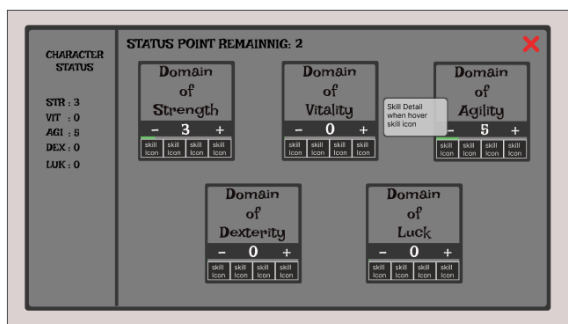 CHARACTER
STATUS
STR : 3
VIT : 0
AGI : 5
DEX : 0
LUK : 0
STATUS POINT REMAINNIG: 2
Domain
of
Strength
- 3 +
skill Icon skill Icon skill Icon skill Icon
Domain
of
Vitality
- 0 +
skill Icon skill Icon skill Icon skill Icon
Skill Detail
when hover
skill icon
Domain
of
Agility
- 5 +
skill Icon skill Icon skill Icon skill Icon
Domain
of
Dexterity
- 0 +
skill Icon skill Icon skill Icon skill Icon
Domain
of
Luck
- 0 +
skill Icon skill Icon skill Icon skill Icon